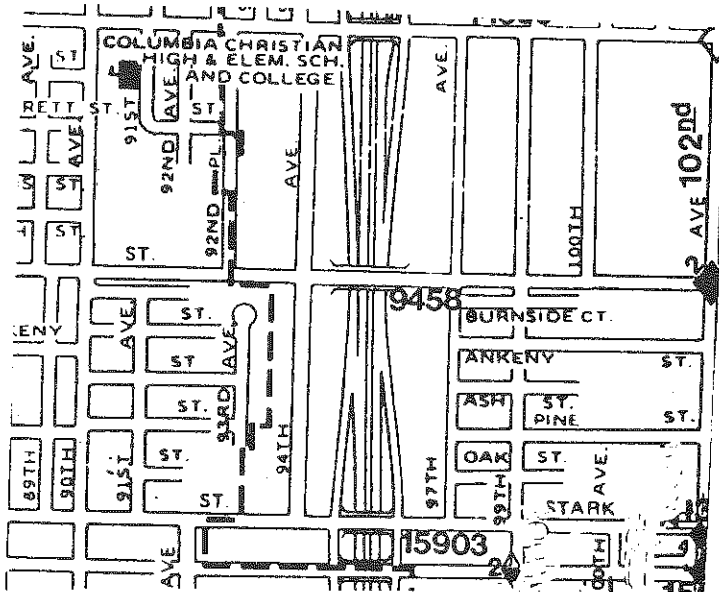 AVE.
ST
COLUMBIA CHRISTIAN
HIGH & ELEM. SCH.
AND COLLEGE
AVE.
RETT ST.
91ST
AVE.
ST
AVE
92ND
PL.
AVE.
102nd
AVE
S ST.
ST.
92ND
100TH
2
ST.
9458
BURNSIDE CT.
KENY
AVE
ST.
AVE.
ANKENY ST.
ST
ASH ST.
PINE ST.
ST.
93RD
OAK ST.
89TH
90TH
91ST
ST.
94TH
97TH
99TH
AVE.
ST.
STARK
15903
AVE
24
00TH